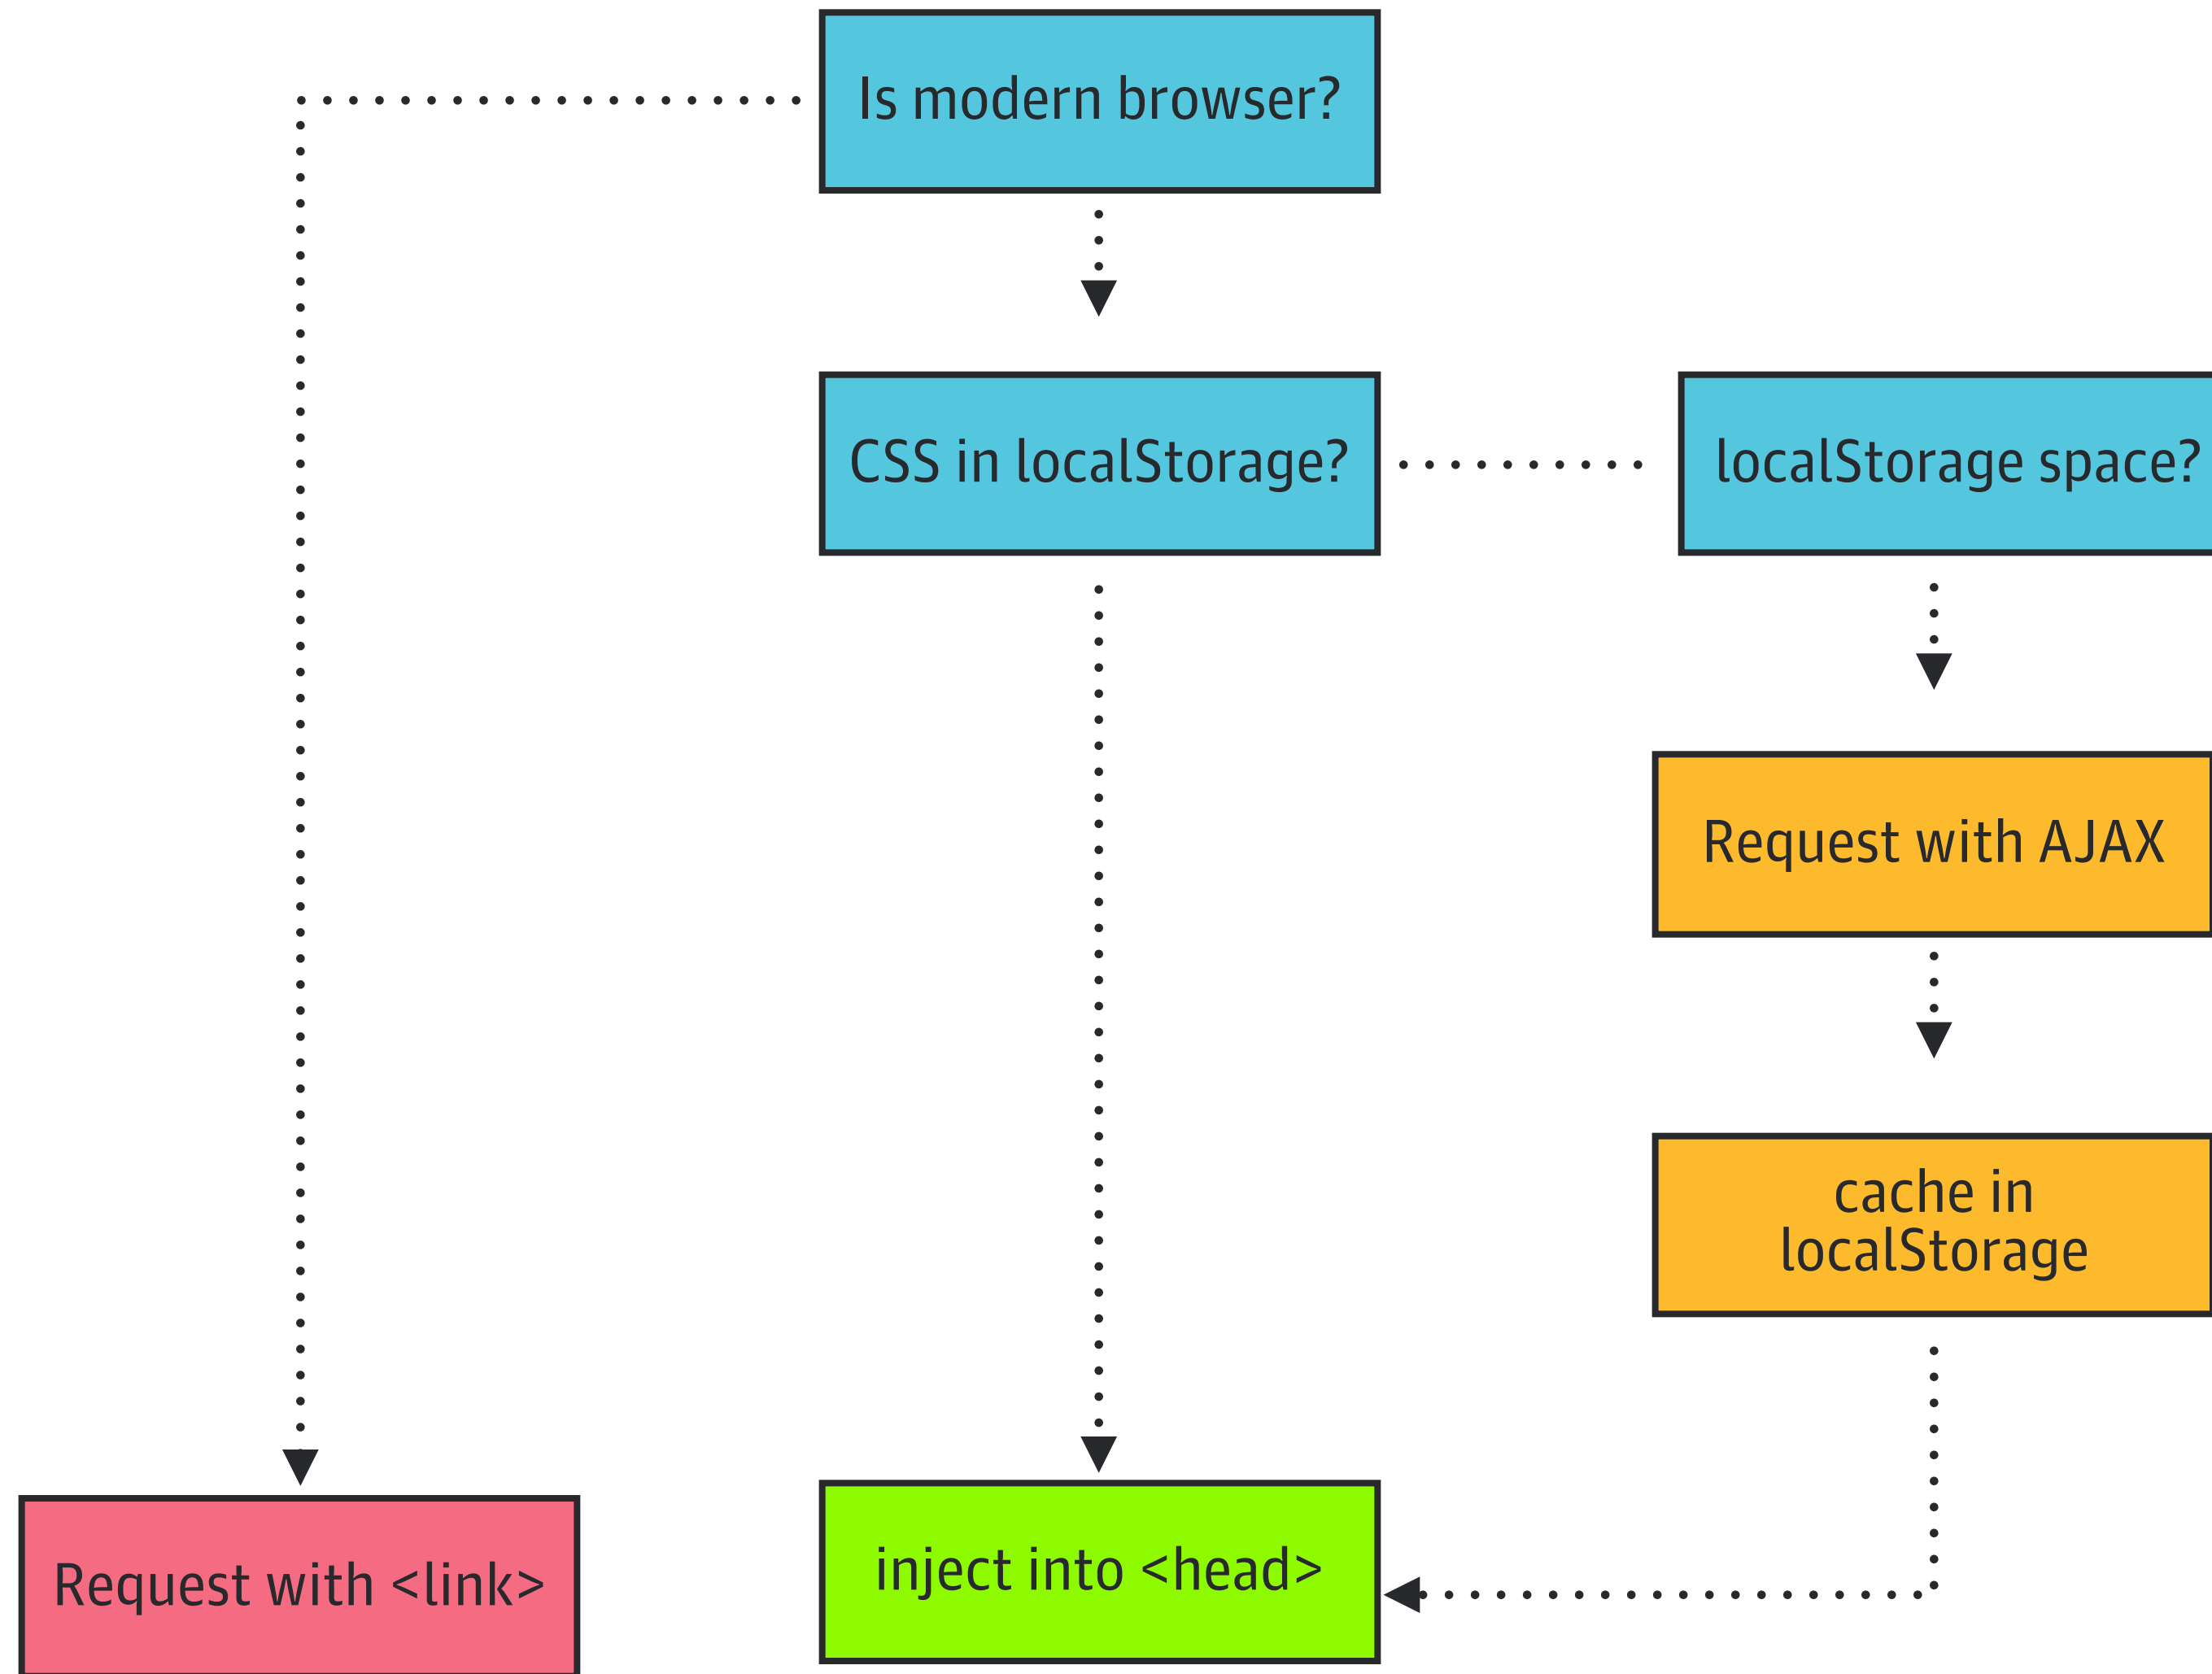 Is modern browser?
CSS in localStorage?
localStorage space?
Request with AJAX
cache in
localStorage
Request with <link>
inject into <head>